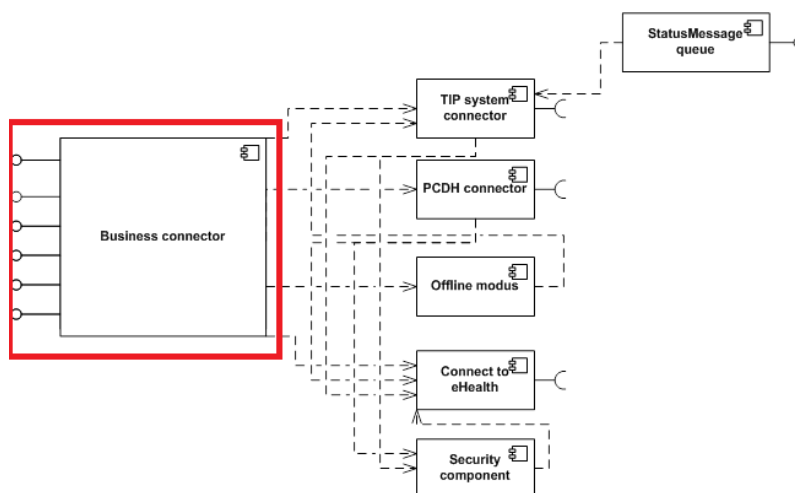 StatusMessage
queue
TIP system
connector
PCDH connector
Business connector
Offline modus
Connect to
eHealth
Security
component